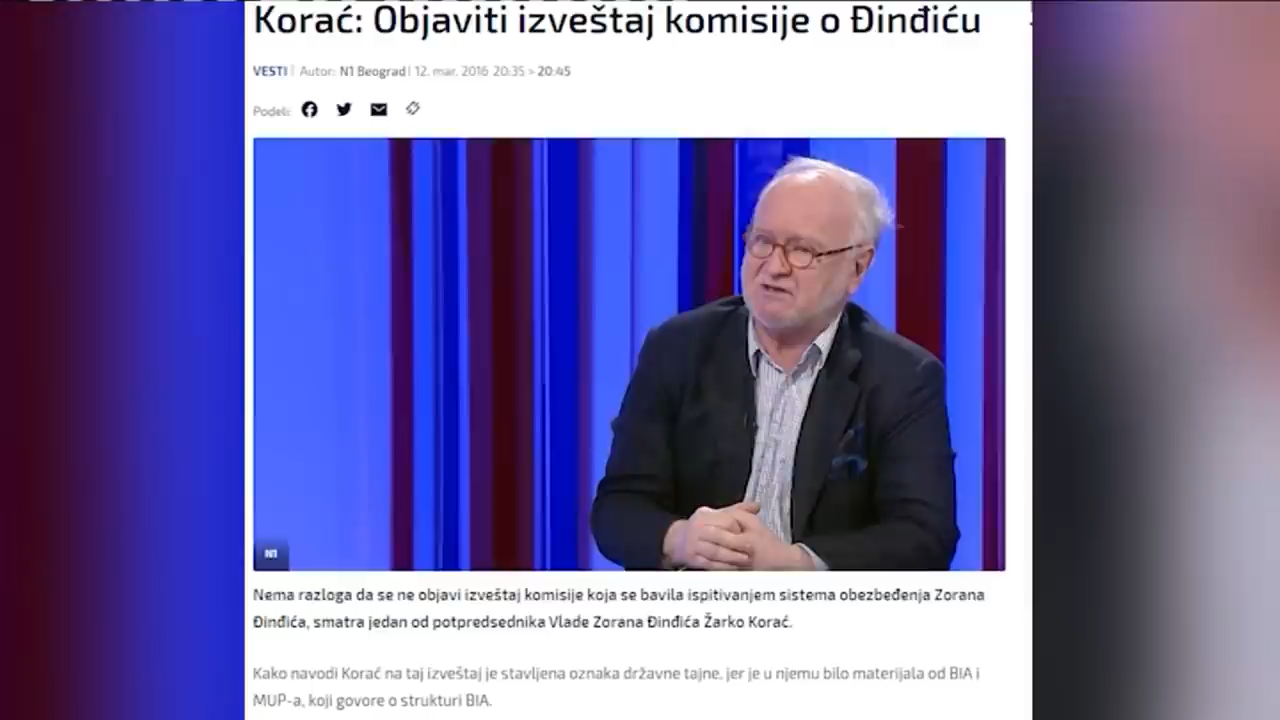 Korać: Objaviti izveštaj komisije o Đinđiću
VESTI | Autor: N1 Beograd | 12. mar. 2016 20:35 > 20:45
Podeli:
N1
Nema razloga da se ne objavi izveštaj komisije koja se bavila ispitivanjem sistema obezbeđenja Zorana
Đinđića, smatra jedan od potpredsednika Vlade Zorana Đinđića Žarko Korać.
Kako navodi Korać na taj izveštaj je stavljena oznaka državne tajne, jer je u njemu bilo materijala od BIA i
MUP-a, koji govore o strukturi BIA.